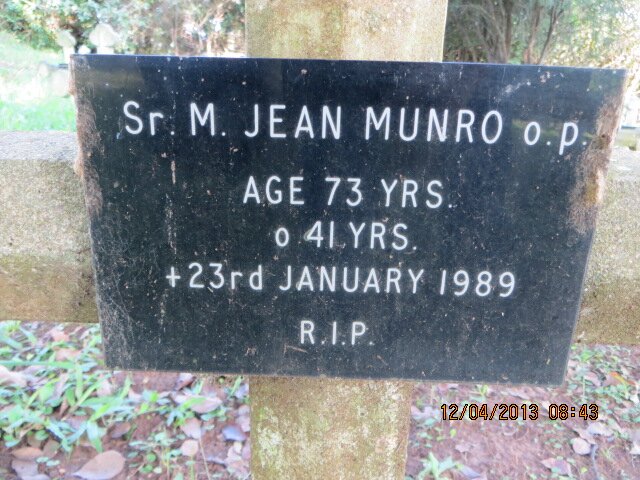 Sr. M. JEAN MUNRO o.p.
AGE 73 YRS.
o 41 YRS.
+23rd JANUARY 1989
R.I.P.
12/04/2013 08:43